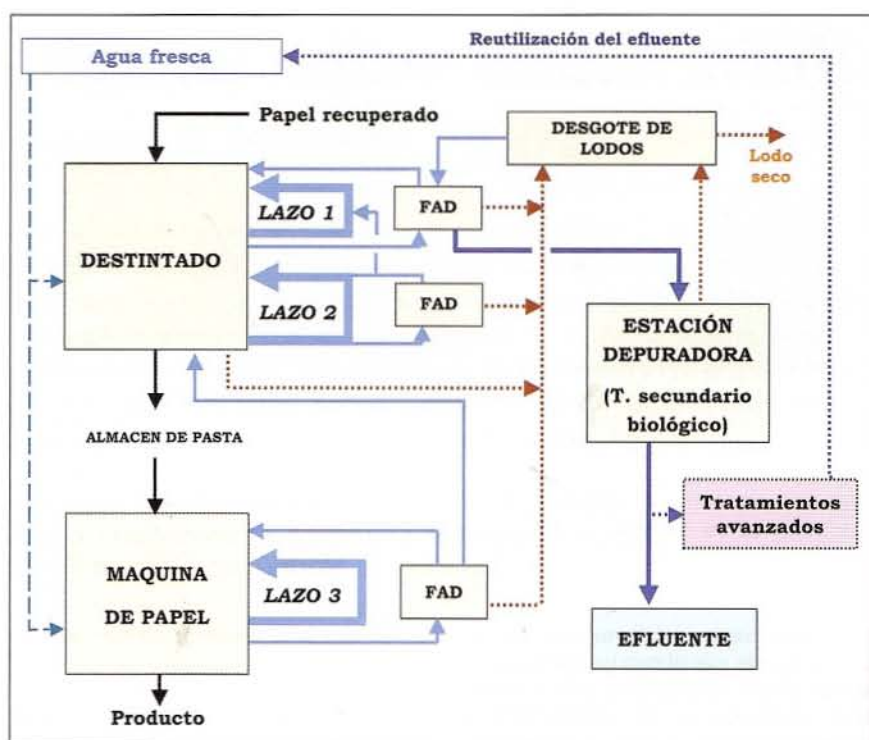 Reutilización del efluente
Agua fresca
Papel recuperado
DESGOTE DE
LODOS
Lodo
seco
LAZO 1
FAD
DESTINTADO
LAZO 2
FAD
ESTACIÓN
DEPURADORA
(T. secundario
biológico)
ALMACEN DE PASTA
Tratamientos
avanzados
MAQUINA
DE PAPEL
LAZO 3
FAD
EFLUENTE
Producto